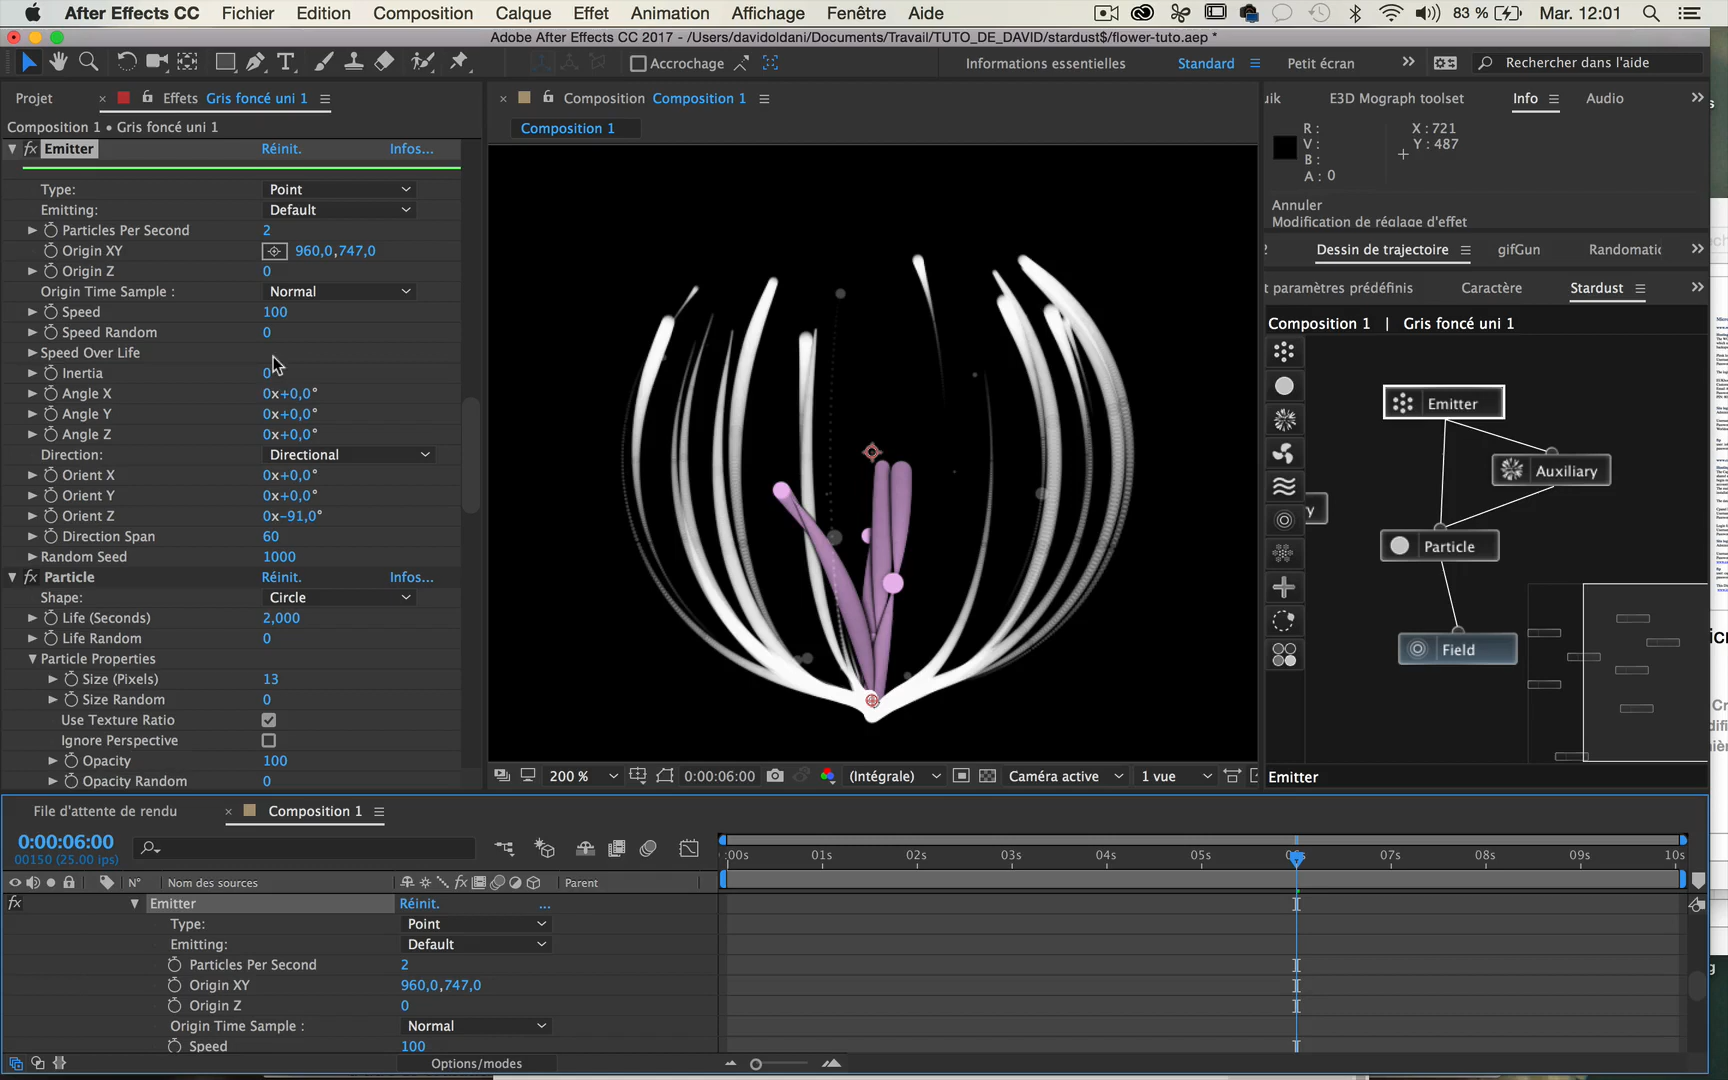 After Effects CC Fichier Edition Composition Calque Effet Animation Affichage Fenêtre Aide 83 % Mar. 12:01
Adobe After Effects CC 2017 - /Users/davidoldani/Documents/Travail/TUTO_DE_DAVID/stardust$/flower-tuto.aep *
Accrochage Informations essentielles Standard Petit écran Rechercher dans l'aide
Projet Effets Gris foncé uni 1
Composition 1 • Gris foncé uni 1
Emitter Réinit. Infos...
Type: Point
Emitting: Default
Particles Per Second 2
Origin XY 960,0,747,0
Origin Z 0
Origin Time Sample : Normal
Speed 100
Speed Random 0
Speed Over Life
Inertia 0
Angle X 0x+0,0°
Angle Y 0x+0,0°
Angle Z 0x+0,0°
Direction: Directional
Orient X 0x+0,0°
Orient Y 0x+0,0°
Orient Z 0x-91,0°
Direction Span 60
Random Seed 1000
Particle Réinit. Infos...
Shape: Circle
Life (Seconds) 2,000
Life Random 0
Particle Properties
Size (Pixels) 13
Size Random 0
Use Texture Ratio
Ignore Perspective
Opacity 100
Opacity Random 0
Composition Composition 1
Composition 1
200 % 0:00:06:00 (Intégrale) Caméra active 1 vue
uik E3D Mograph toolset Info Audio
R : X : 721
V : Y : 487
B :
A : 0
Annuler
Modification de réglage d'effet
2 Dessin de trajectoire gifGun Randomatic
t paramètres prédéfinis Caractère Stardust
Composition 1 | Gris foncé uni 1
Emitter
Auxiliary
y
Particle
Field
Emitter
File d'attente de rendu Composition 1
0:00:06:00
00150 (25.00 ips)
:00s 01s 02s 03s 04s 05s 06s 07s 08s 09s 10s
N° Nom des sources Parent
Emitter Réinit. ...
Type: Point
Emitting: Default
Particles Per Second 2
Origin XY 960,0,747,0
Origin Z 0
Origin Time Sample : Normal
Speed 100
Options/modes